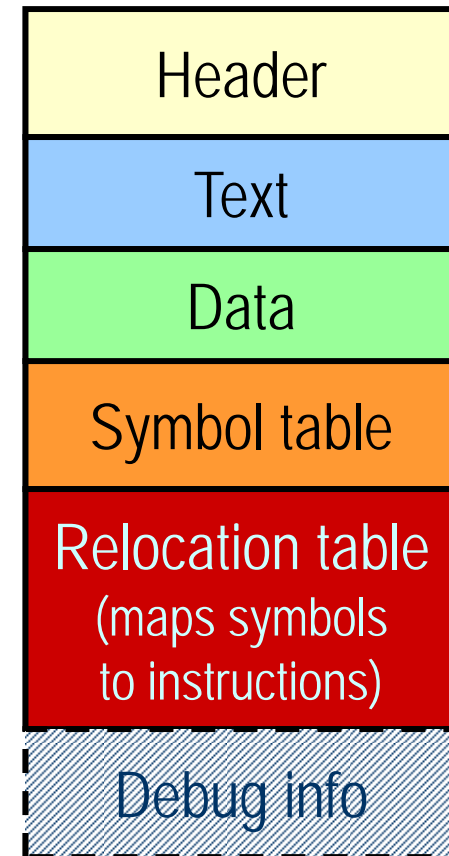 Header
Text
Data
Symbol table
Relocation table
(maps symbols
to instructions)
Debug info